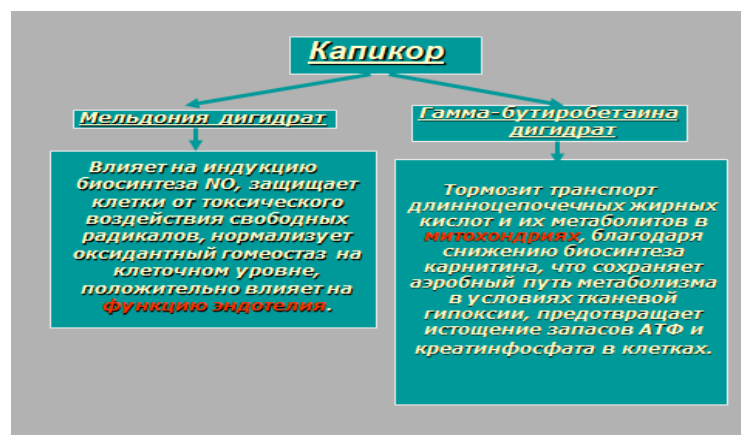 Капикор
Мельдония дигидрат
Влияет на индукцию
биосинтеза NO, защищает
клетки от токсического
воздействия свободных
радикалов, нормализует
оксидантный гомеостаз на
клеточном уровне,
положительно влияет на
функцию эндотелия.
Гамма-бутиробетаина
дигидрат
Тормозит транспорт
длинноцепочечных жирных
кислот и их метаболитов в
митохондриях, благодаря
снижению биосинтеза
карнитина, что сохраняет
аэробный путь метаболизма
в условиях тканевой
гипоксии, предотвращает
истощение запасов АТФ и
креатинфосфата в клетках.